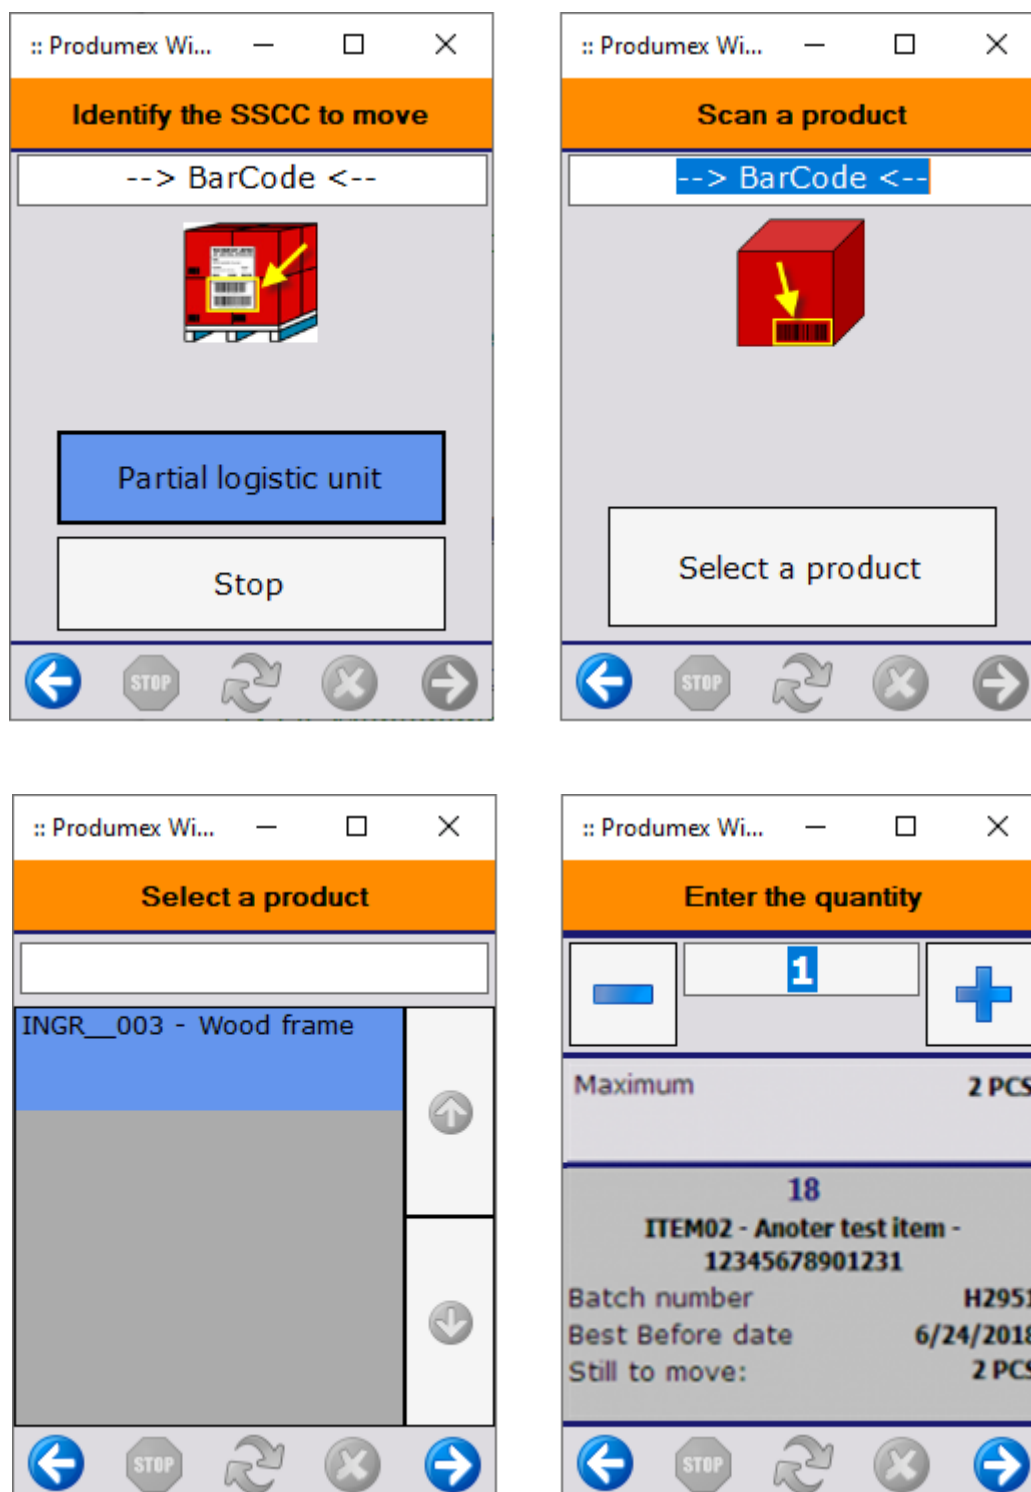 :: Produmex Wi...
Identify the SSCC to move
--> BarCode <--
Partial logistic unit
Stop
STOP
:: Produmex Wi...
Scan a product
--> BarCode <--
Select a product
STOP
:: Produmex Wi...
Select a product
INGR__003 - Wood frame
STOP
:: Produmex Wi...
Enter the quantity
1
Maximum 2 PCS
18
ITEM02 - Anoter test item -
12345678901231
Batch number H2951
Best Before date 6/24/2018
Still to move: 2 PCS
STOP